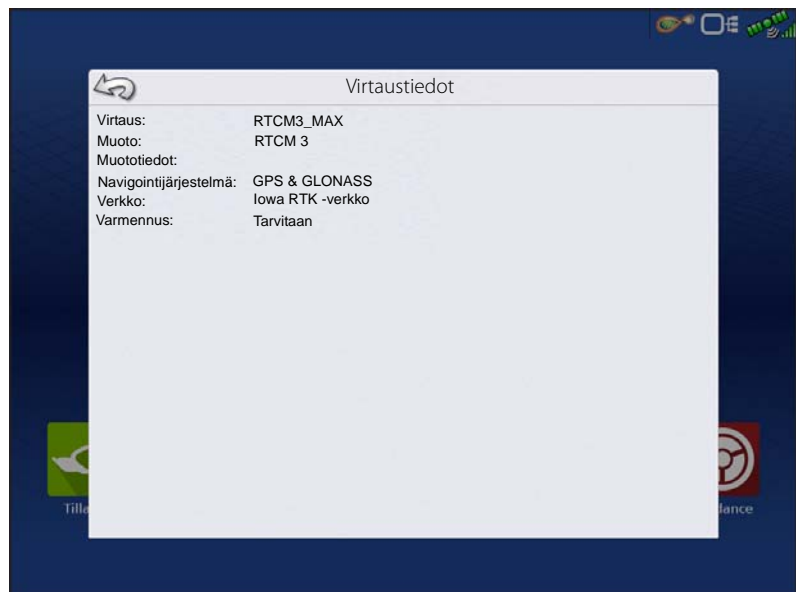 Virtaustiedot
Virtaus: RTCM3_MAX
Muoto: RTCM 3
Muototiedot:
Navigointijärjestelmä: GPS & GLONASS
Verkko: Iowa RTK -verkko
Varmennus: Tarvitaan